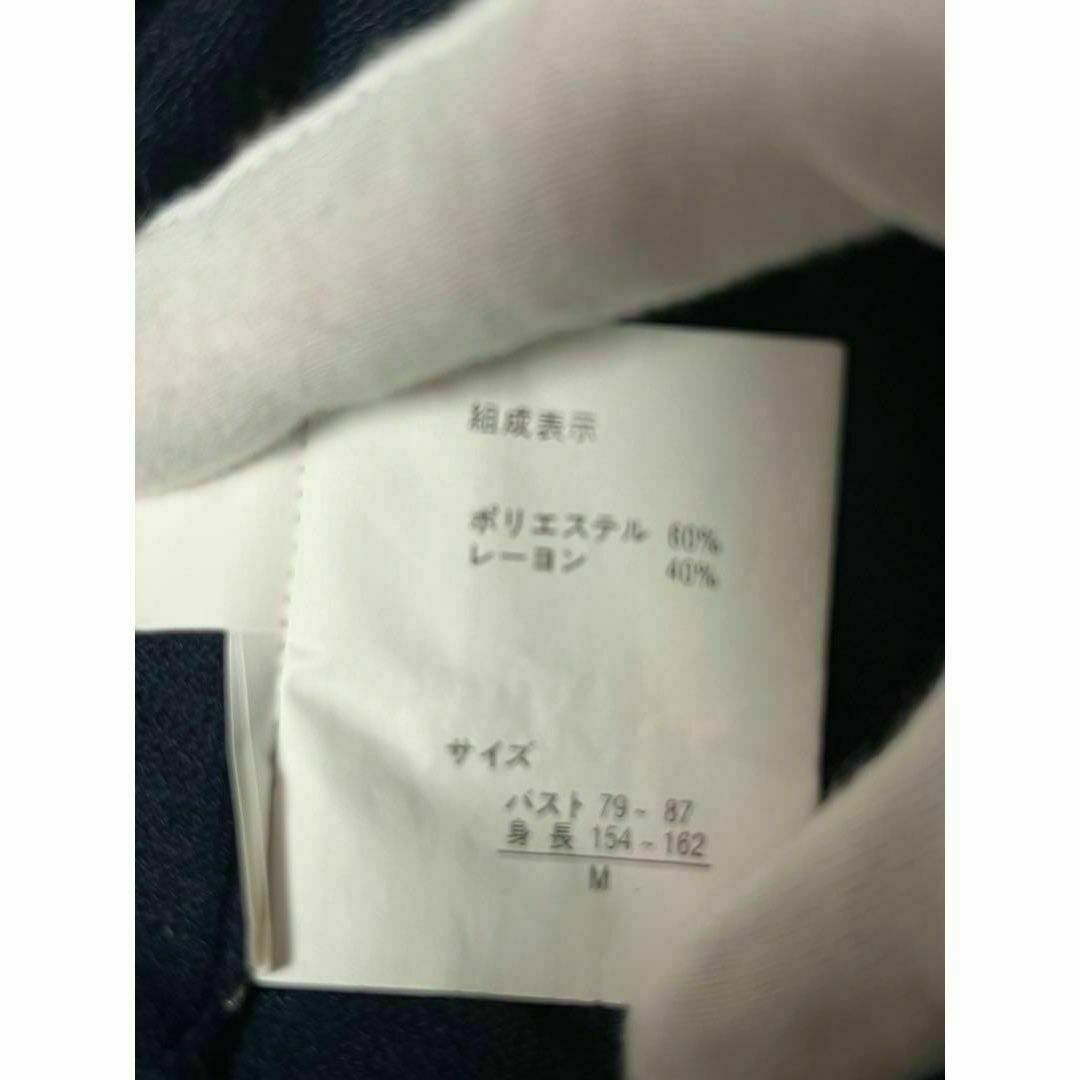 組成表示
ポリエステル 60%
レーヨン 40%
サイズ
バスト 79~ 87
身長 154~162
M